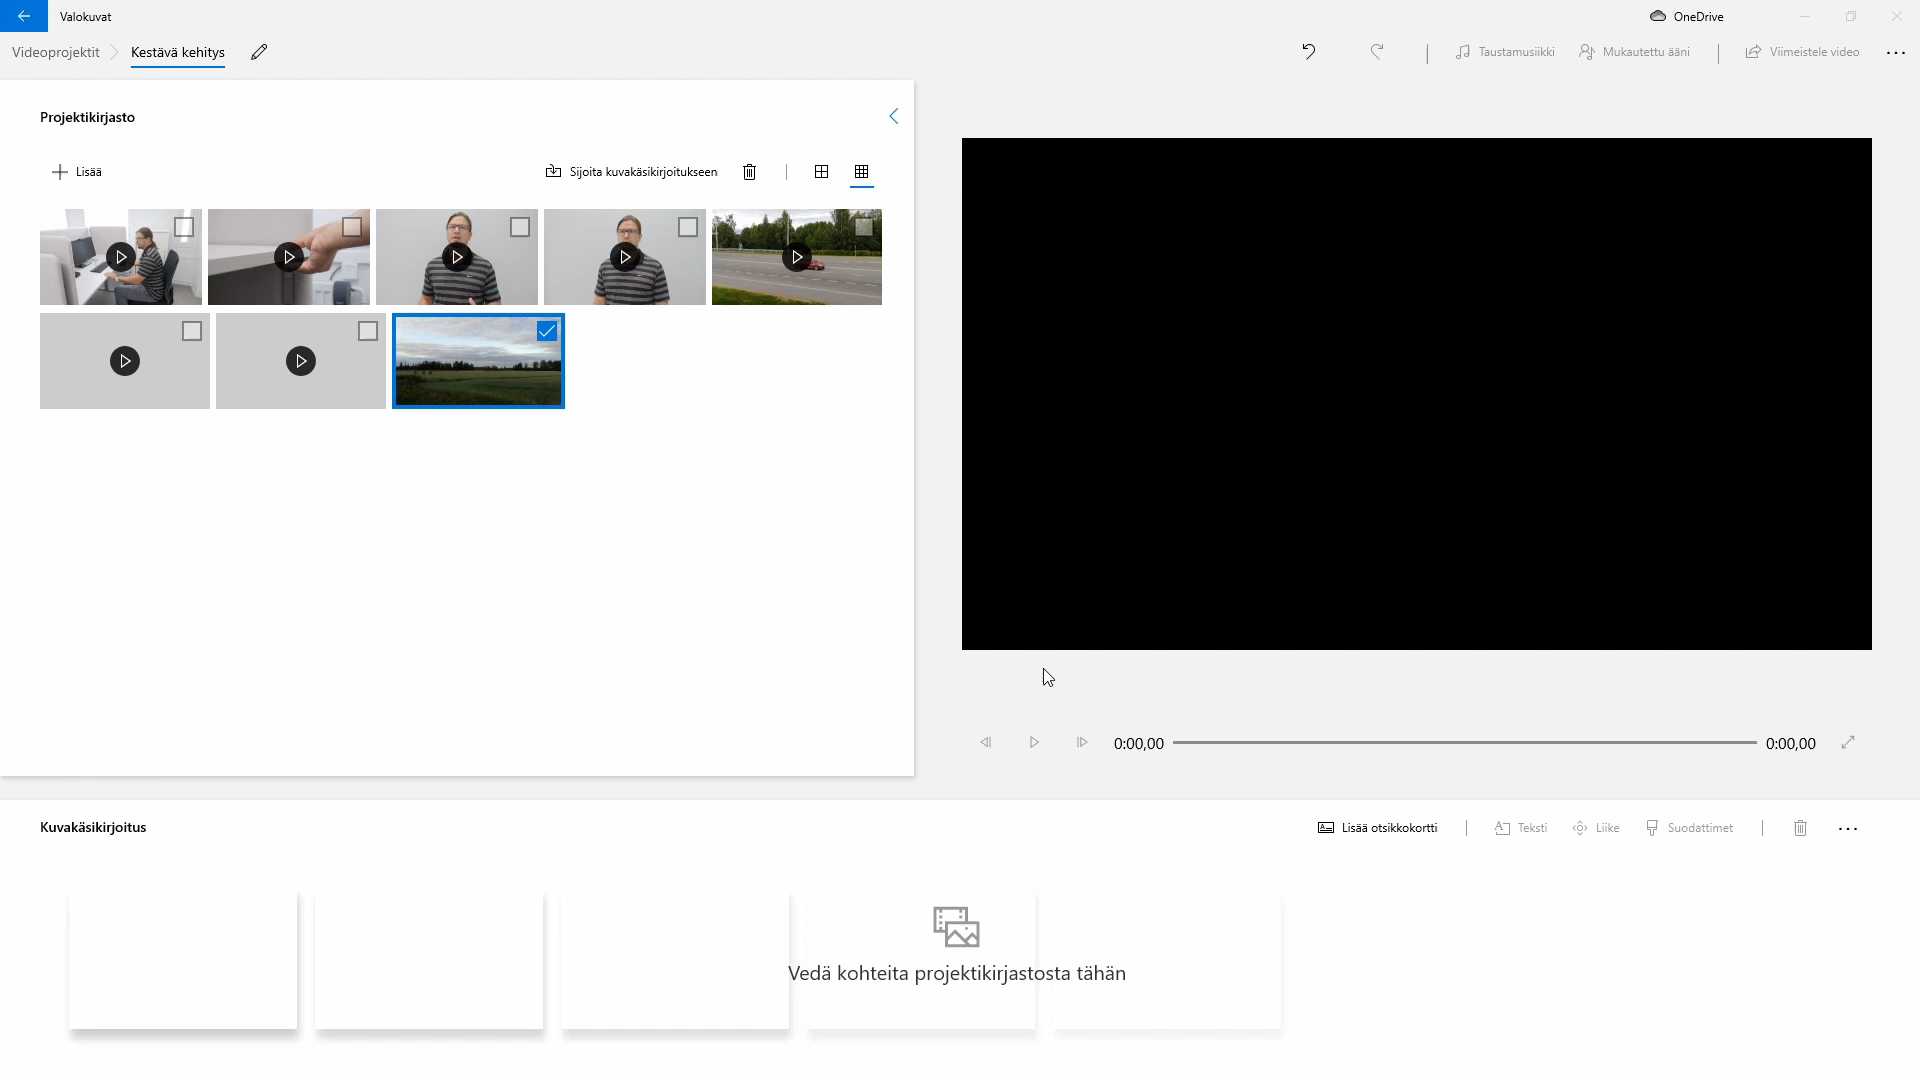 Valokuvat
OneDrive
Videoprojektit
Kestävä kehitys
Taustamusiikki
Mukautettu ääni
Viimeistele video
Projektikirjasto
Lisää
Sijoita kuvakäsikirjoitukseen
0:00,00
0:00,00
Kuvakäsikirjoitus
Lisää otsikkokortti
Teksti
Liike
Suodattimet
Vedä kohteita projektikirjastosta tähän